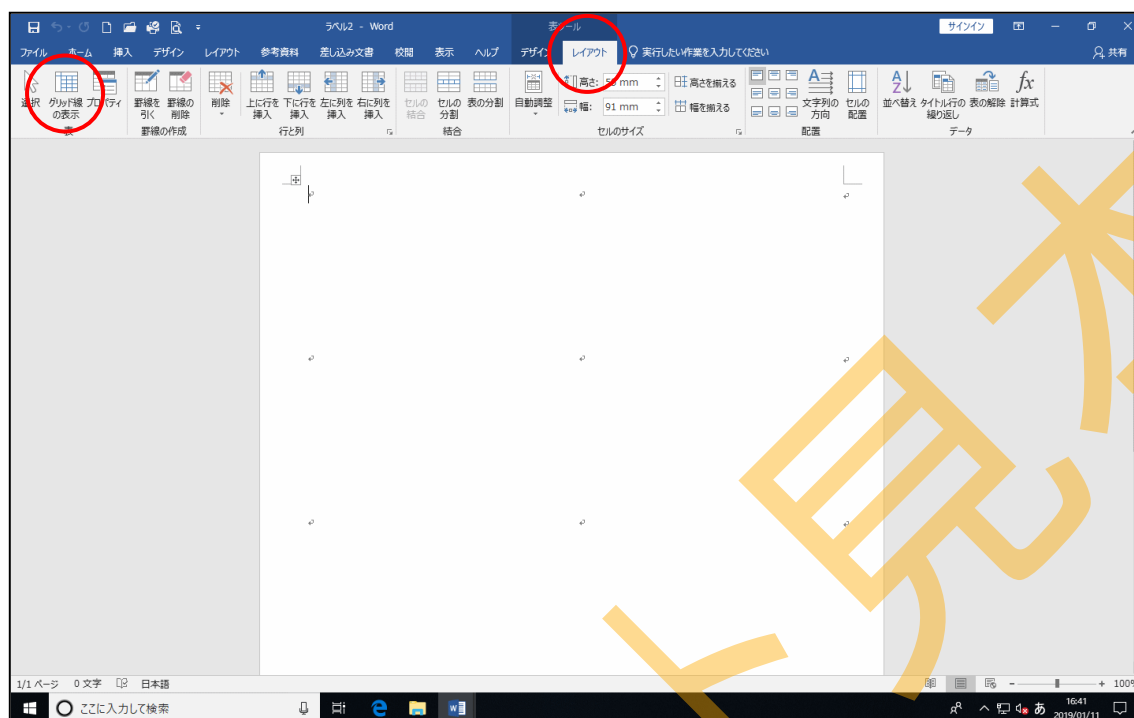 ラベル2 - Word
表ツール
サインイン
ファイル ホーム 挿入 デザイン レイアウト 参考資料 差し込み文書 校閲 表示 ヘルプ デザイン レイアウト 実行したい作業を入力してください 共有
選択 グリッド線の表示 プロパティ 罫線を引く 罫線の削除 削除 上に行を挿入 下に行を挿入 左に列を挿入 右に列を挿入 セルの結合 セルの分割 表の分割 自動調整 高さ: 55 mm 高さを揃える 文字列の方向 セルの配置 並べ替え タイトル行の繰り返し 表の解除 計算式
幅: 91 mm 幅を揃える
表 罫線の作成 行と列 結合 セルのサイズ 配置 データ
見本
1/1 ページ 0 文字 日本語 100%
ここに入力して検索 あ 16:41
2019/01/11